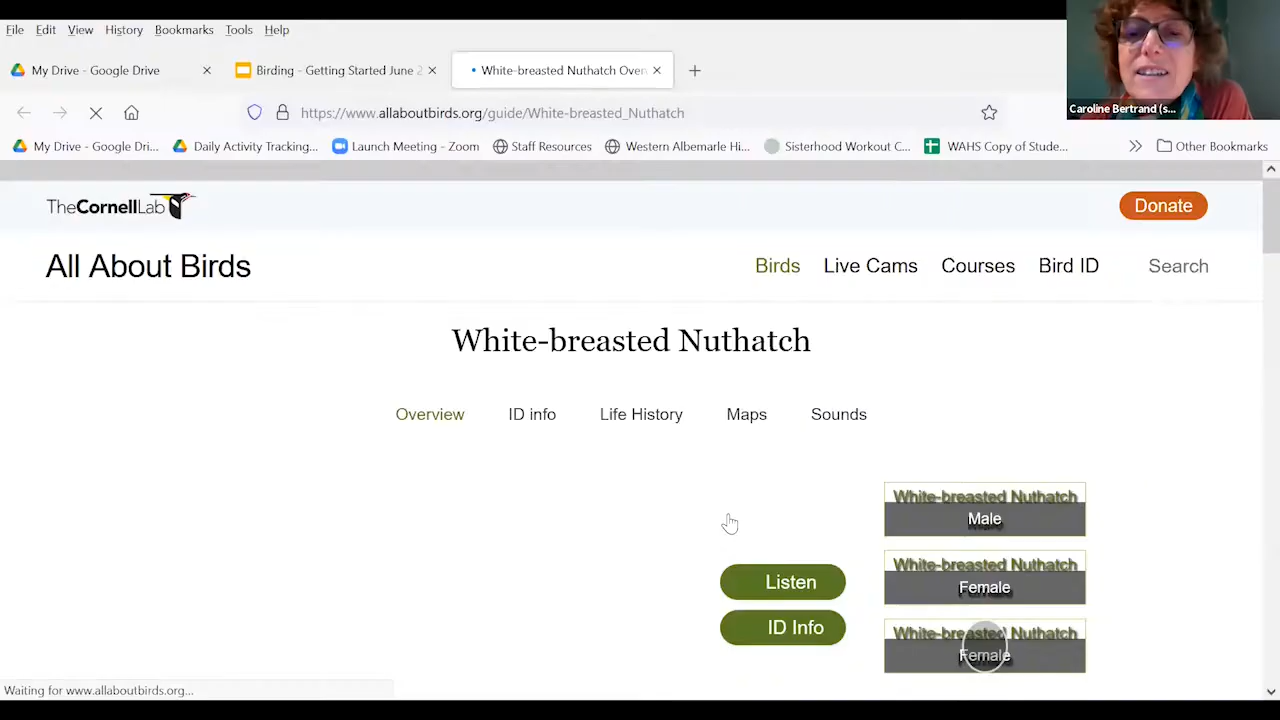 File Edit View History Bookmarks Tools Help
My Drive - Google Drive
Birding - Getting Started June 2
White-breasted Nuthatch Over
https://www.allaboutbirds.org/guide/White-breasted_Nuthatch
Caroline Bertrand (s...
My Drive - Google Dri... Daily Activity Tracking... Launch Meeting - Zoom Staff Resources Western Albemarle Hi... Sisterhood Workout C... WAHS Copy of Stude... Other Bookmarks
TheCornellLab
Donate
All About Birds
Birds Live Cams Courses Bird ID Search
White-breasted Nuthatch
Overview ID info Life History Maps Sounds
White-breasted Nuthatch
Male
White-breasted Nuthatch
Female
White-breasted Nuthatch
Female
Listen
ID Info
Waiting for www.allaboutbirds.org...